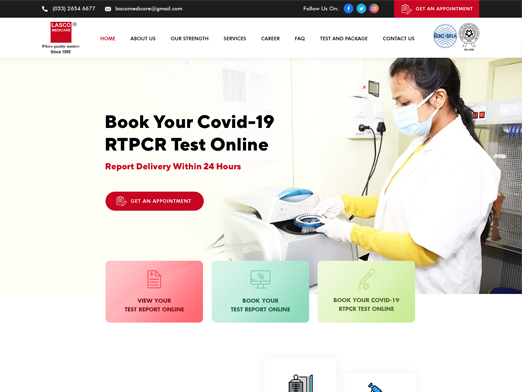 (033) 2654 6677
lascomedicare@gmail.com
Follow Us On:
GET AN APPOINTMENT
LASCO
MEDICARE
®
Where quality matters
Since 1995
HOME
ABOUT US
OUR STRENGTH
SERVICES
CAREER
FAQ
TEST AND PACKAGE
CONTACT US
ilac-MRA
Book Your Covid-19
RTPCR Test Online
Report Delivery Within 24 Hours
GET AN APPOINTMENT
VIEW YOUR
TEST REPORT ONLINE
BOOK YOUR
TEST REPORT ONLINE
BOOK YOUR COVID-19
RTPCR TEST ONLINE